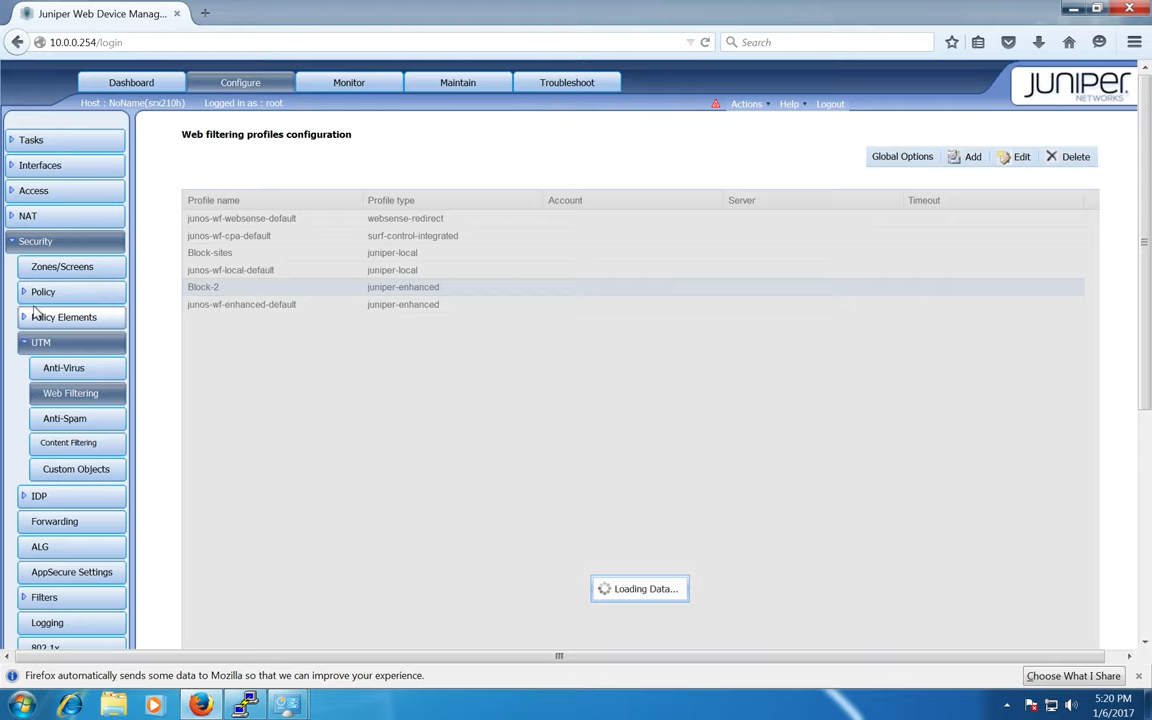 Juniper Web Device Manag...
10.0.0.254/login
Search
Dashboard
Configure
Monitor
Maintain
Troubleshoot
JUNIPER
NETWORKS
Host : NoName(srx210h)
Logged in as : root
Actions
Help
Logout
Tasks
Interfaces
Access
NAT
Security
Zones/Screens
Policy
Policy Elements
UTM
Anti-Virus
Web Filtering
Anti-Spam
Content Filtering
Custom Objects
IDP
Forwarding
ALG
AppSecure Settings
Filters
Logging
802.1x
Web filtering profiles configuration
Global Options Add Edit Delete
Profile name Profile type Account Server Timeout
junos-wf-websense-default websense-redirect
junos-wf-cpa-default surf-control-integrated
Block-sites juniper-local
junos-wf-local-default juniper-local
Block-2 juniper-enhanced
junos-wf-enhanced-default juniper-enhanced
Loading Data...
Firefox automatically sends some data to Mozilla so that we can improve your experience.
Choose What I Share
5:20 PM
1/6/2017